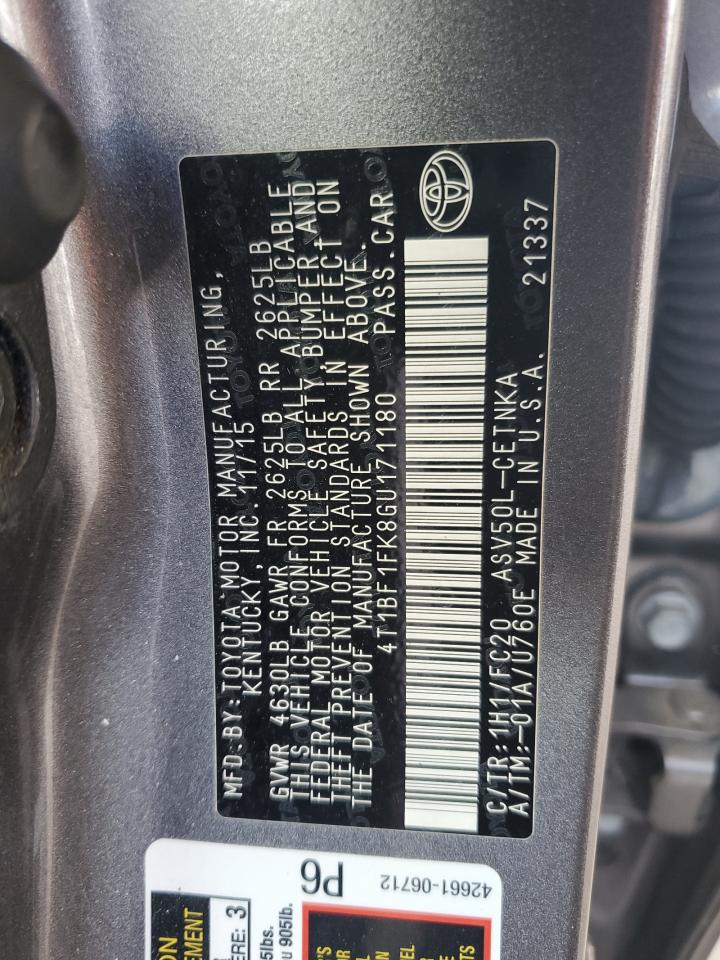 MFD.BY:TOYOTA MOTOR MANUFACTURING,
KENTUCKY, INC. 11/15
GVWR 4630LB GAWR FR 2625LB RR 2625LB
THIS VEHICLE CONFORMS TO ALL APPLICABLE
FEDERAL MOTOR VEHICLE SAFETY, BUMPER, AND
THEFT PREVENTION STANDARDS IN EFFECT ON
THE DATE OF MANUFACTURE SHOWN ABOVE.
4T1BF1FK8GU171180 PASS.CAR
C/TR:1H1/FC20 ASV50L-CETNKA
A/TM:-01A/U760E MADE IN U.S.A. 21337
P6
42661-06712
ERE: 3
905lb.